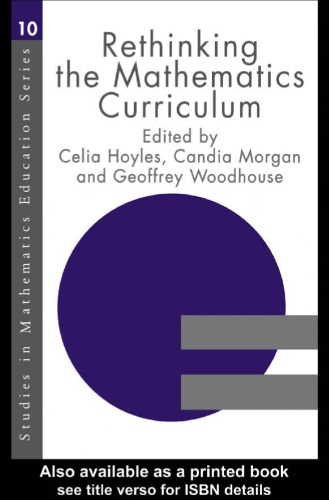 10
Studies in Mathematics Education Series
Rethinking
the Mathematics
Curriculum
Edited by
Celia Hoyles, Candia Morgan
and Geoffrey Woodhouse
Also available as a printed book
see title verso for ISBN details